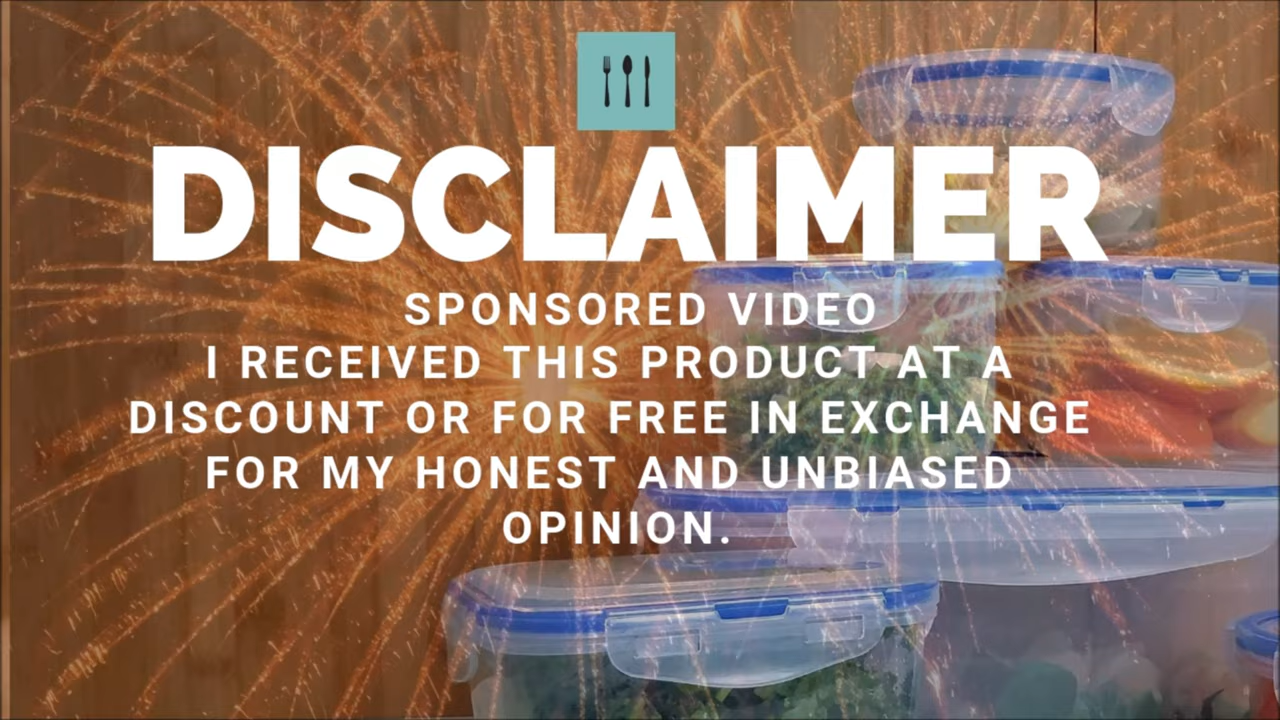 DISCLAIMER
SPONSORED VIDEO
I RECEIVED THIS PRODUCT AT A
DISCOUNT OR FOR FREE IN EXCHANGE
FOR MY HONEST AND UNBIASED
OPINION.